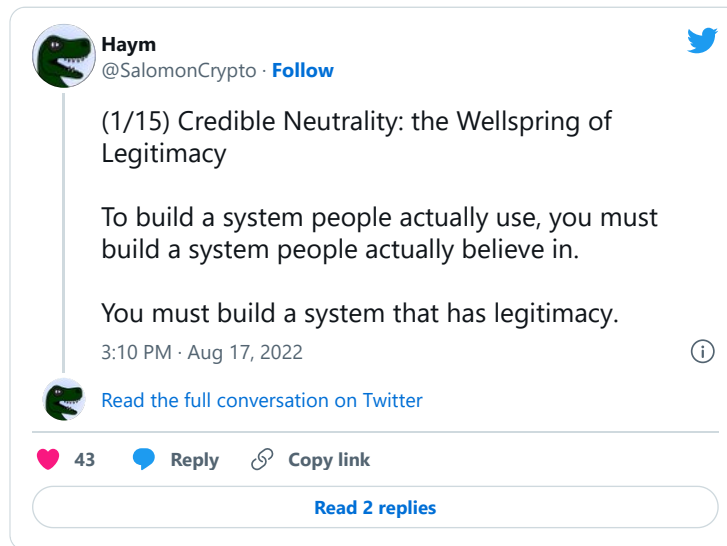 Haym
@SalomonCrypto · Follow
(1/15) Credible Neutrality: the Wellspring of
Legitimacy
To build a system people actually use, you must
build a system people actually believe in.
You must build a system that has legitimacy.
3:10 PM · Aug 17, 2022
Read the full conversation on Twitter
43 Reply Copy link
Read 2 replies